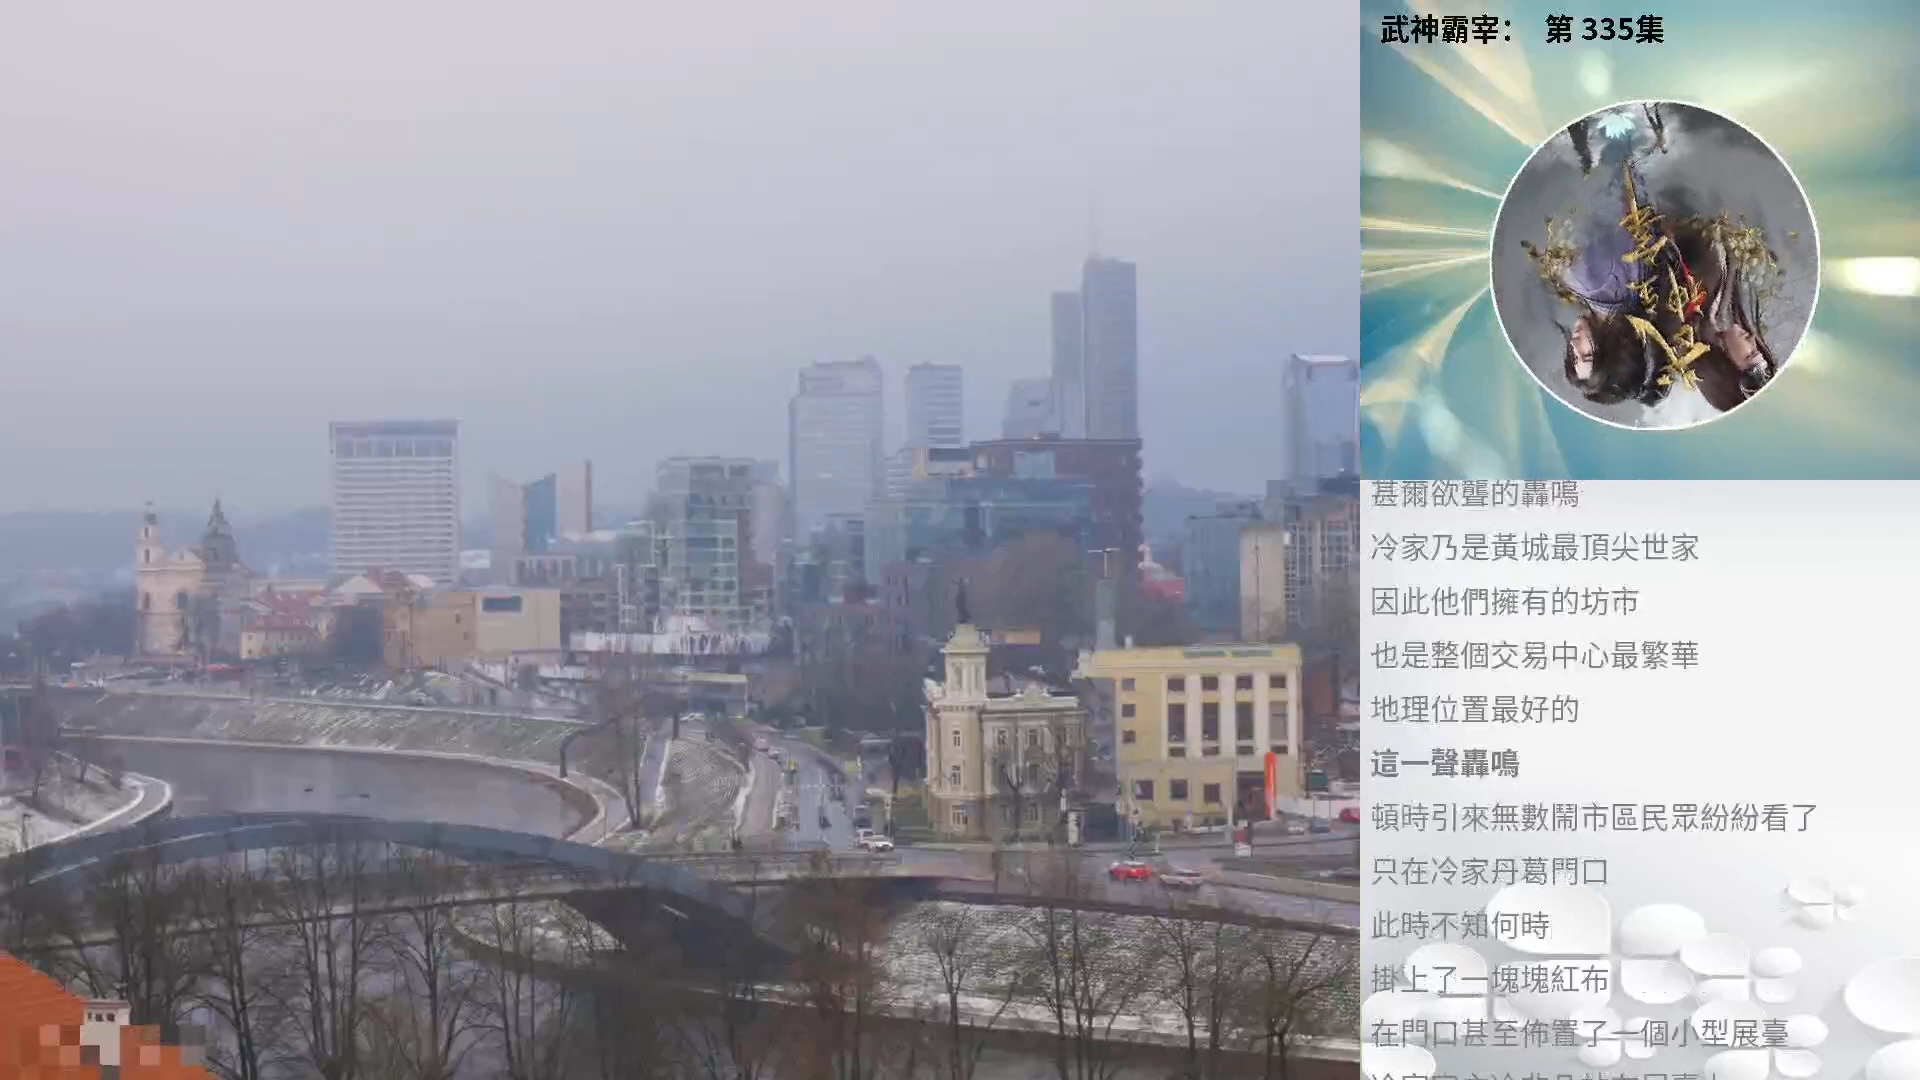 武神霸宰： 第 335集
甚爾欲聾的轟鳴
冷家乃是黃城最頂尖世家
因此他們擁有的坊市
也是整個交易中心最繁華
地理位置最好的
這一聲轟鳴
頓時引來無數鬧市區民眾紛紛看了
只在冷家丹葛門口
此時不知何時
掛上了一塊塊紅布
在門口甚至佈置了一個小型展臺